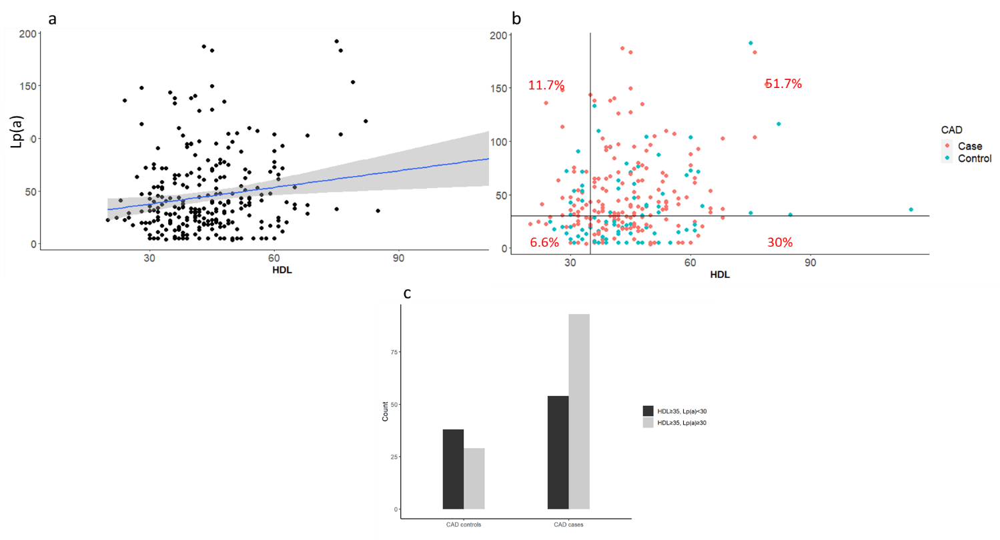 a
200
150
0
50
0
Lp(a)
30
60
90
HDL
b
200
150
100
50
0
11.7%
51.7%
6.6%
30%
30
60
90
HDL
CAD
Case
Control
c
75
50
25
0
Count
CAD controls
CAD cases
HDL≥35, Lp(a)<30
HDL≥35, Lp(a)≥30